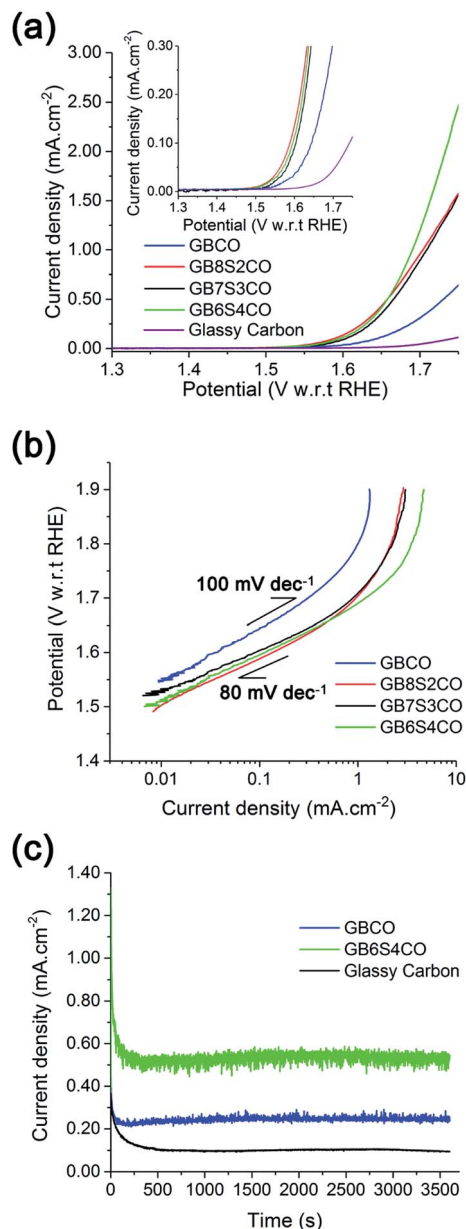 (a)
Current density (mA.cm-2)
3.00
2.50
2.00
1.50
1.00
0.50
0.00
1.3 1.4 1.5 1.6 1.7
Potential (V w.r.t RHE)
Current density (mA.cm-2)
0.30
0.20
0.10
0.00
1.3 1.4 1.5 1.6 1.7
Potential (V w.r.t RHE)
GBCO
GB8S2CO
GB7S3CO
GB6S4CO
Glassy Carbon
(b)
Potential (V w.r.t RHE)
1.9
1.8
1.7
1.6
1.5
1.4
100 mV dec-1
80 mV dec-1
GBCO
GB8S2CO
GB7S3CO
GB6S4CO
0.01 0.1 1 10
Current density (mA.cm-2)
(c)
Current density (mA.cm-2)
1.40
1.20
1.00
0.80
0.60
0.40
0.20
0.00
GBCO
GB6S4CO
Glassy Carbon
0 500 1000 1500 2000 2500 3000 3500
Time (s)